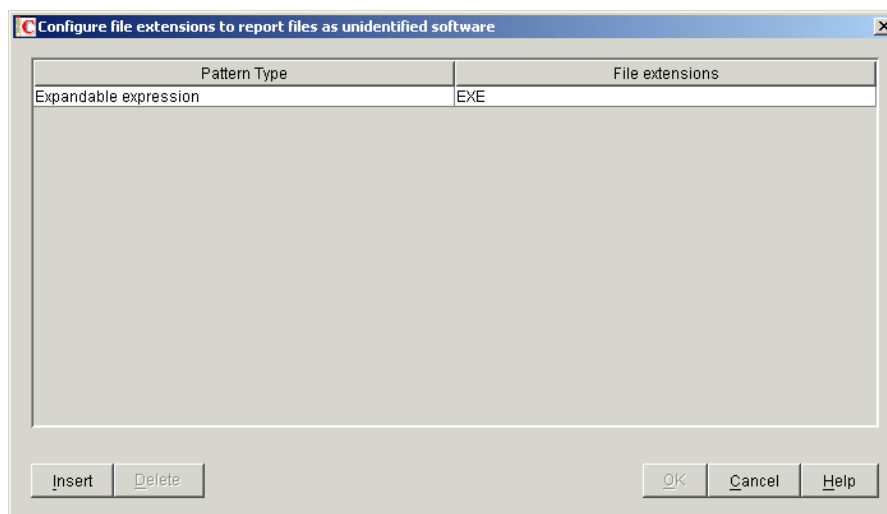 Configure file extensions to report files as unidentified software
Pattern Type File extensions
Expandable expression EXE
Insert Delete OK Cancel Help